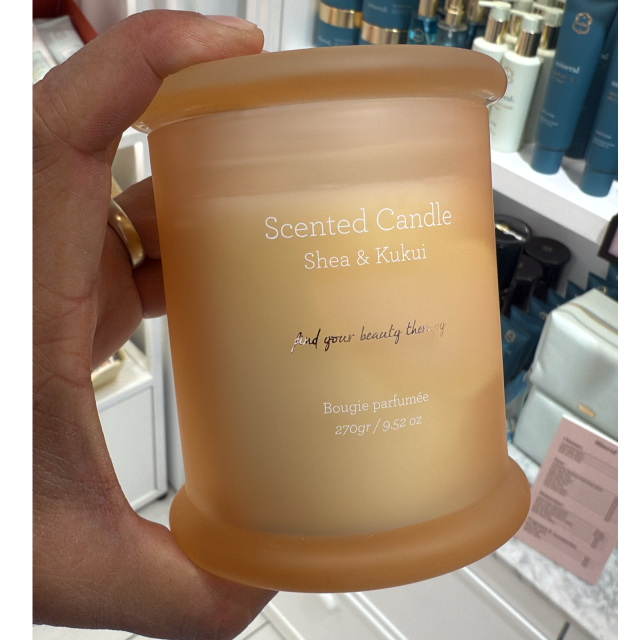 Scented Candle
Shea & Kukui
find your beauty therapy
Bougie parfumée
270gr / 9.52 oz